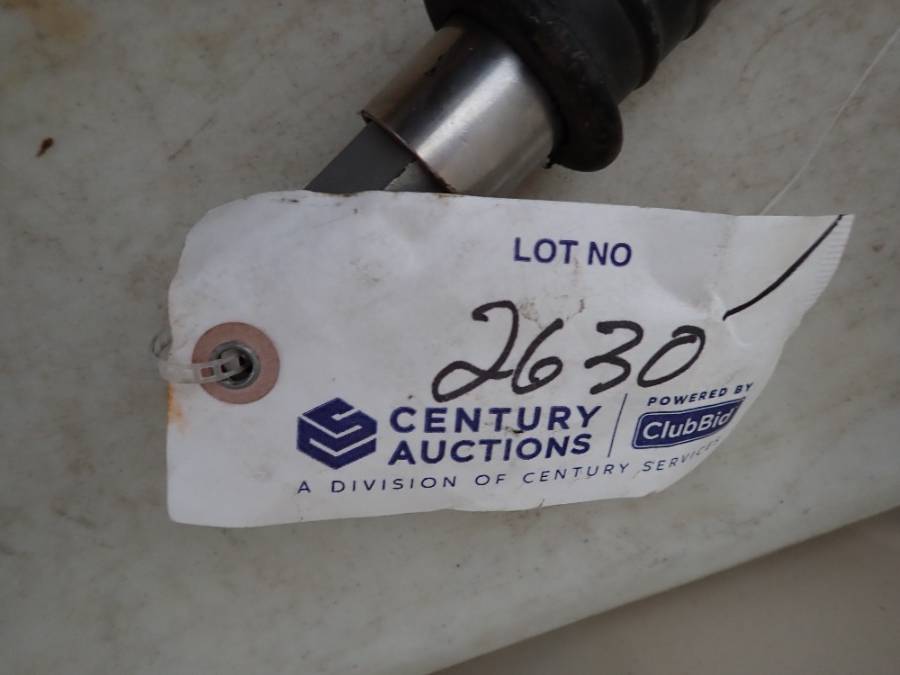 LOT NO
2630
CENTURY AUCTIONS
POWERED BY
ClubBid
A DIVISION OF CENTURY SERVICES